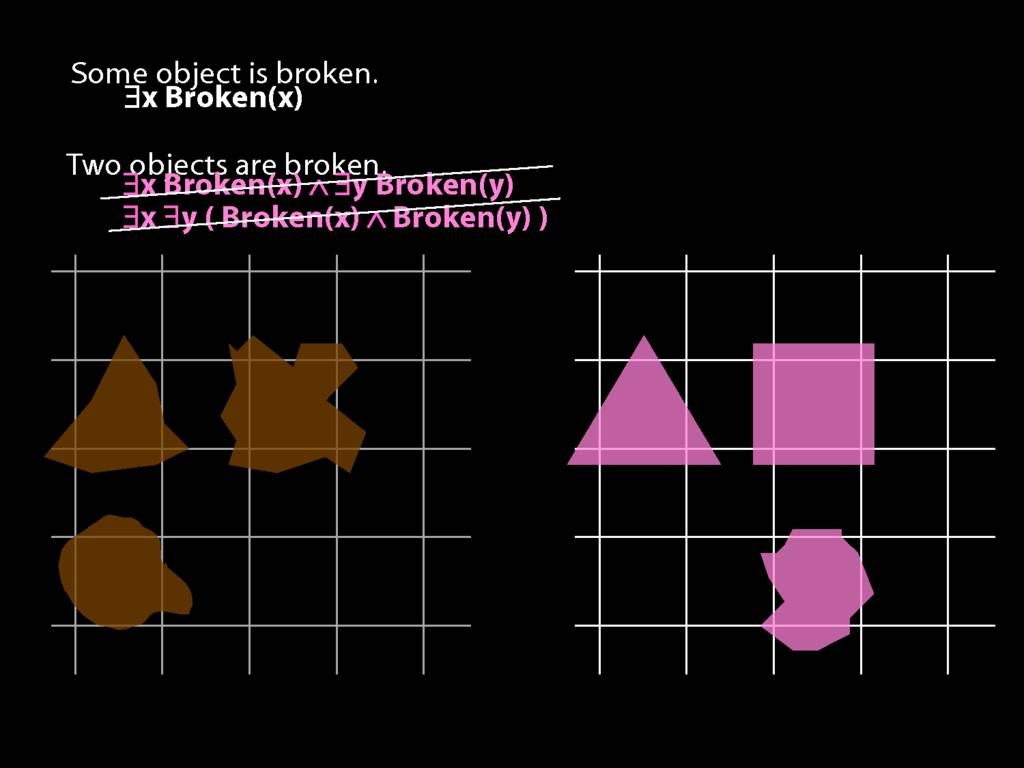 Some object is broken.
∃x Broken(x)
Two objects are broken.
∃x Broken(x) ∧ ∃y Broken(y)
∃x ∃y ( Broken(x) ∧ Broken(y) )